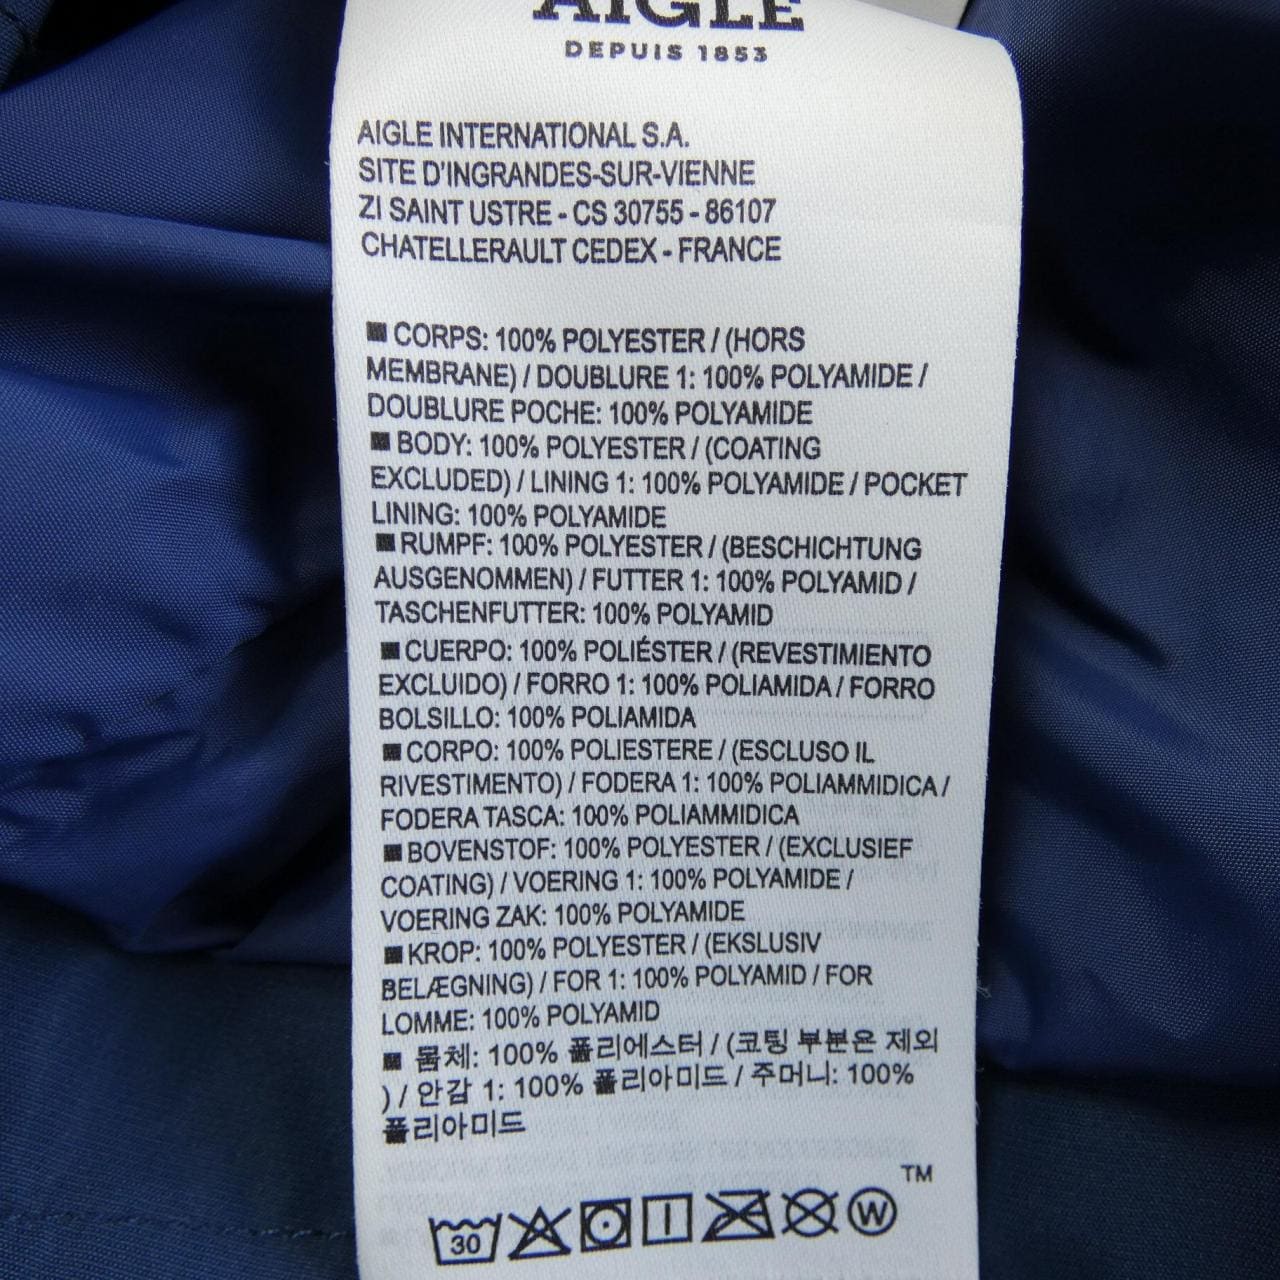 AIGLE
DEPUIS 1853
AIGLE INTERNATIONAL S.A.
SITE D'INGRANDES-SUR-VIENNE
ZI SAINT USTRE - CS 30755 - 86107
CHATELLERAULT CEDEX - FRANCE
■ CORPS: 100% POLYESTER / (HORS
MEMBRANE) / DOUBLURE 1: 100% POLYAMIDE /
DOUBLURE POCHE: 100% POLYAMIDE
■ BODY: 100% POLYESTER / (COATING
EXCLUDED) / LINING 1: 100% POLYAMIDE / POCKET
LINING: 100% POLYAMIDE
■ RUMPF: 100% POLYESTER / (BESCHICHTUNG
AUSGENOMMEN) / FUTTER 1: 100% POLYAMID /
TASCHENFUTTER: 100% POLYAMID
■ CUERPO: 100% POLIÉSTER / (REVESTIMIENTO
EXCLUIDO) / FORRO 1: 100% POLIAMIDA / FORRO
BOLSILLO: 100% POLIAMIDA
■ CORPO: 100% POLIESTERE / (ESCLUSO IL
RIVESTIMENTO) / FODERA 1: 100% POLIAMMIDICA /
FODERA TASCA: 100% POLIAMMIDICA
■ BOVENSTOF: 100% POLYESTER / (EXCLUSIEF
COATING) / VOERING 1: 100% POLYAMIDE /
VOERING ZAK: 100% POLYAMIDE
■ KROP: 100% POLYESTER / (EKSLUSIV
BELÆGNING) / FOR 1: 100% POLYAMID / FOR
LOMME: 100% POLYAMID
■ 몸체: 100% 폴리에스터 / (코팅 부분은 제외
) / 안감 1: 100% 폴리아미드 / 주머니: 100%
폴리아미드
TM
30 W